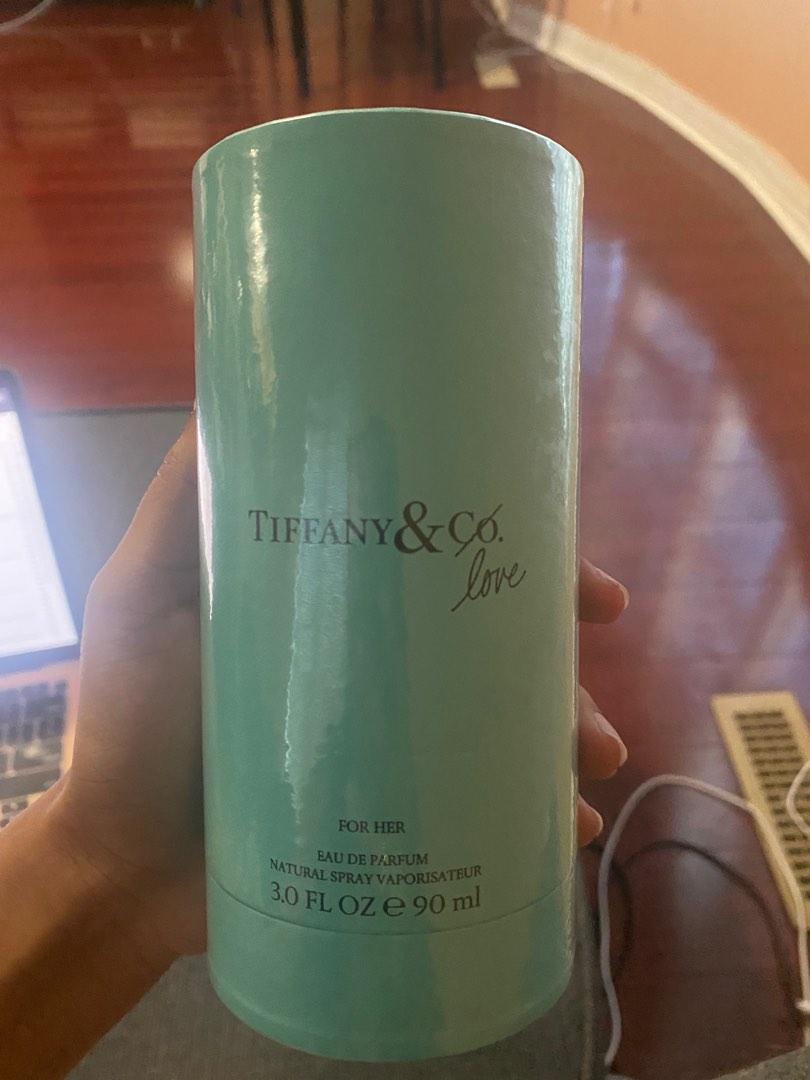 TIFFANY & Co.
love
FOR HER
EAU DE PARFUM
NATURAL SPRAY VAPORISATEUR
3.0 FL OZ ℮ 90 ml